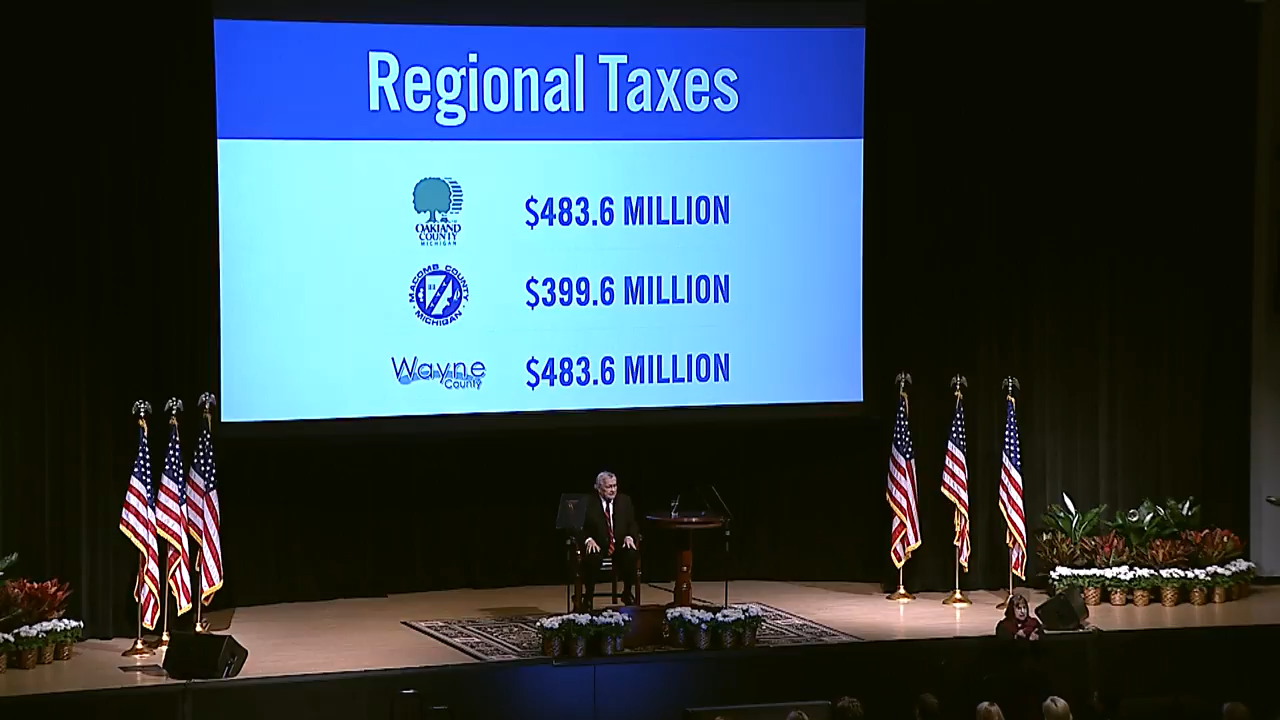 Regional Taxes
OAKLAND
COUNTY
MICHIGAN
$483.6 MILLION
MACOMB COUNTY
MICHIGAN
$399.6 MILLION
Wayne
County
$483.6 MILLION